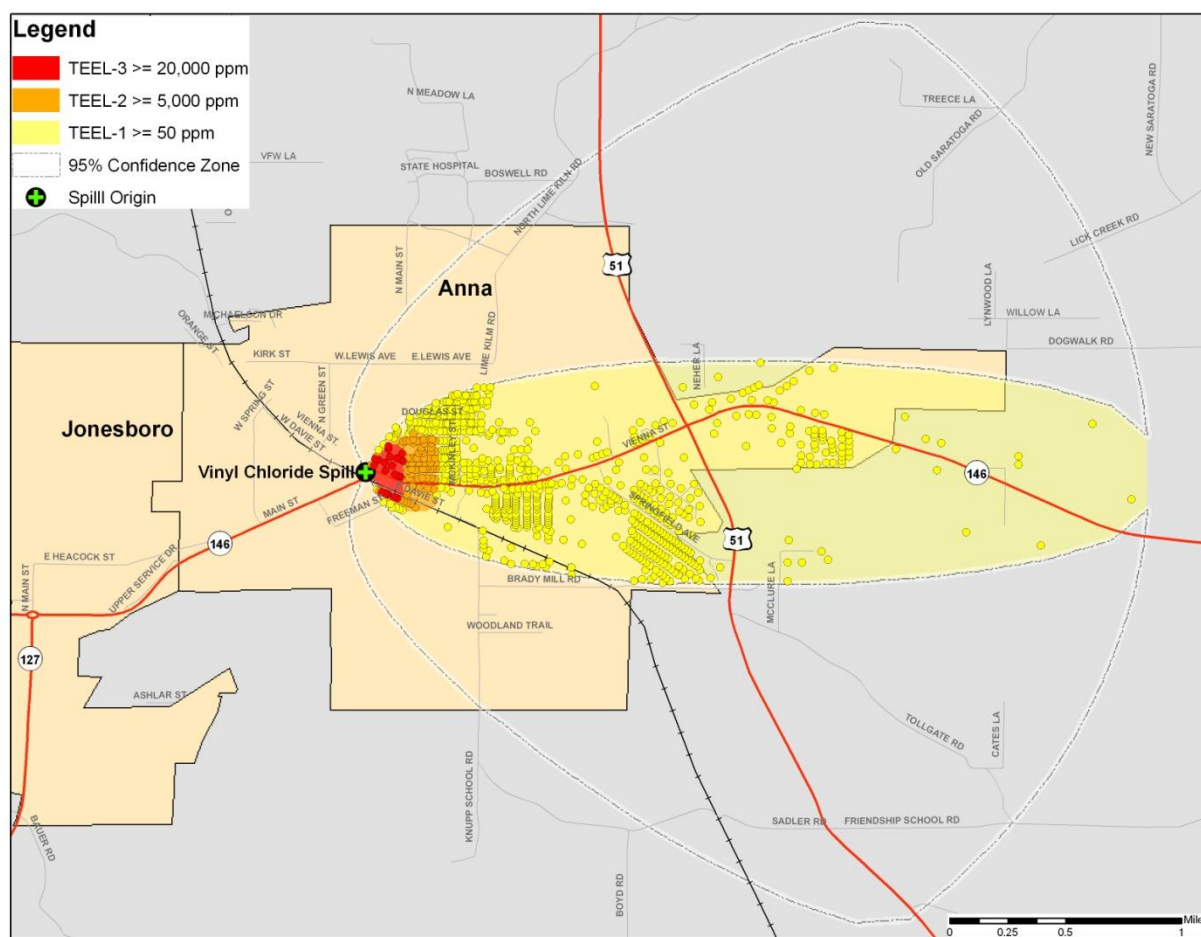 Legend
TEEL-3 >= 20,000 ppm
TEEL-2 >= 5,000 ppm
TEEL-1 >= 50 ppm
95% Confidence Zone
Spilll Origin
N MEADOW LA
TREECE LA
NEW SARATOGA RD
OLD SARATOGA RD
VFW LA
STATE HOSPITAL
BOSWELL RD
NORTH LIME KILN RD
LICK CREEK RD
51
N MAIN ST
Anna
MICHAELSON DR
ORANGE ST
LYNWOOD LA
WILLOW LA
DOGWALK RD
KIRK ST
W.LEWIS AVE
E.LEWIS AVE
LIME KILM RD
NEHER LA
W SPRING ST
N GREEN ST
DOUGLAS ST
Jonesboro
VIENNA ST.
W DAVIE ST
MCKINLEY ST
VIENNA ST
Vinyl Chloride Spill
146
DAVIE ST
MAIN ST
FREEMAN ST
SPRINGFIELD AVE
146
51
E HEACOCK ST
UPPER SERVICE DR
N MAIN ST
BRADY MILL RD
MCCLURE LA
WOODLAND TRAIL
127
ASHLAR ST
TOLLGATE RD
CATES LA
KNUPP SCHOOL RD
BAUER RD
SADLER RD
FRIENDSHIP SCHOOL RD
BOYD RD
Mile
0 0.25 0.5 1